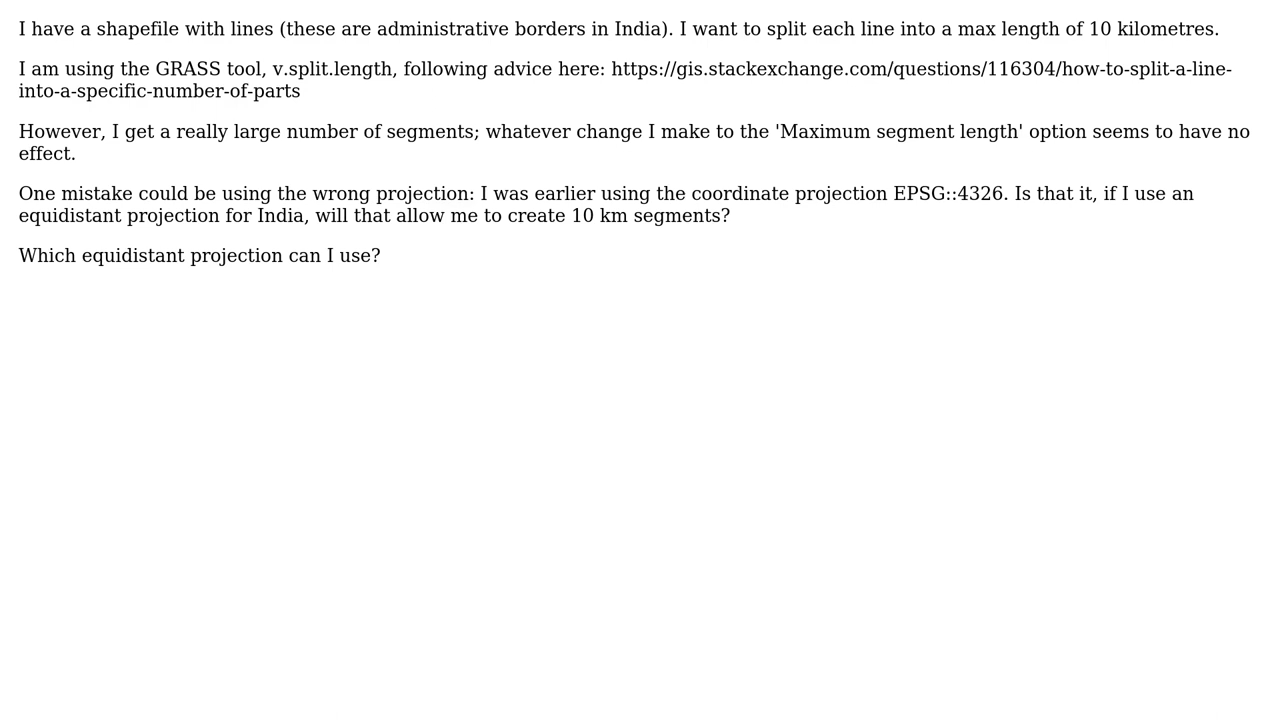 I have a shapefile with lines (these are administrative borders in India). I want to split each line into a max length of 10 kilometres.
I am using the GRASS tool, v.split.length, following advice here: https://gis.stackexchange.com/questions/116304/how-to-split-a-line-
into-a-specific-number-of-parts
However, I get a really large number of segments; whatever change I make to the 'Maximum segment length' option seems to have no
effect.
One mistake could be using the wrong projection: I was earlier using the coordinate projection EPSG::4326. Is that it, if I use an
equidistant projection for India, will that allow me to create 10 km segments?
Which equidistant projection can I use?